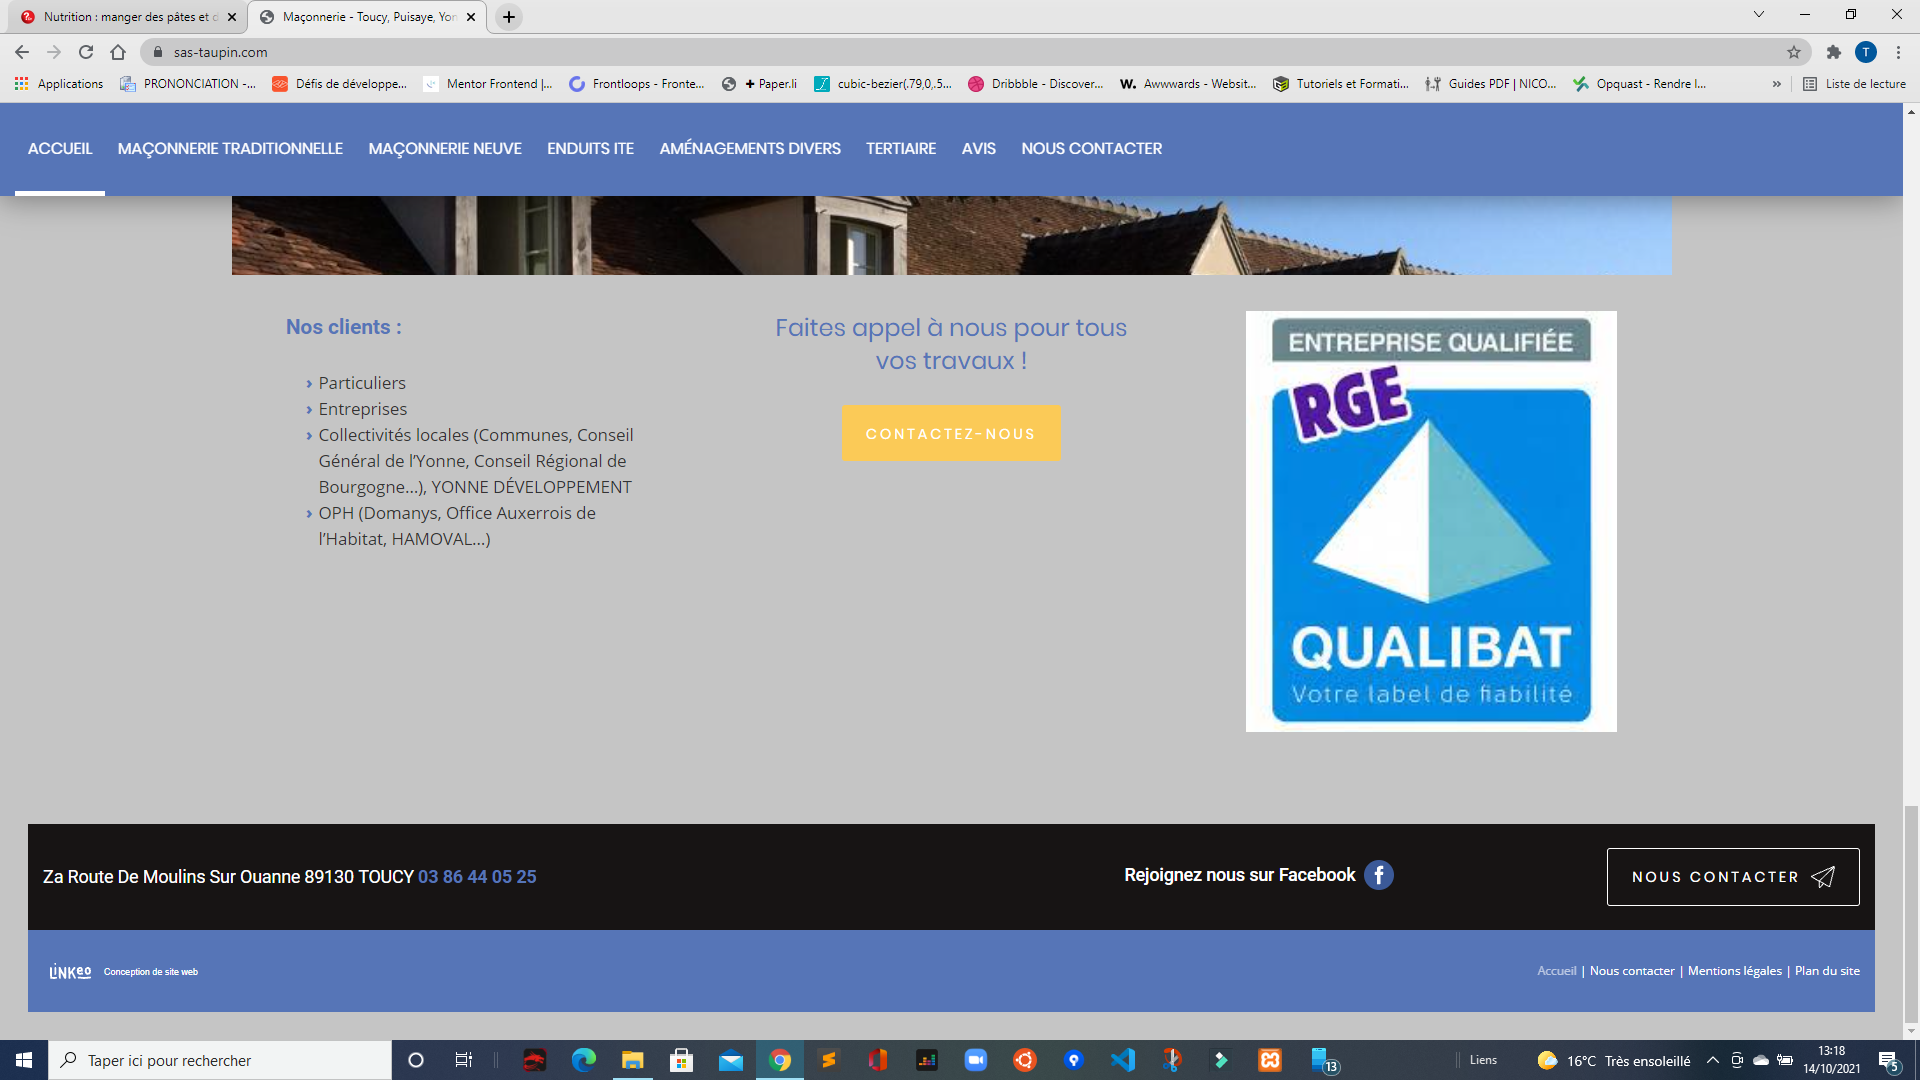 Nutrition : manger des pâtes et d
Maçonnerie - Toucy, Puisaye, Yon
sas-taupin.com
Applications
PRONONCIATION -...
Défis de développe...
Mentor Frontend |...
Frontloops - Fronte...
+ Paper.li
cubic-bezier(.79,0,.5...
Dribbble - Discover...
W. Awwwards - Websit...
Tutoriels et Formati...
Guides PDF | NICO...
Opquast - Rendre l...
»
Liste de lecture
ACCUEIL
MAÇONNERIE TRADITIONNELLE
MAÇONNERIE NEUVE
ENDUITS ITE
AMÉNAGEMENTS DIVERS
TERTIAIRE
AVIS
NOUS CONTACTER
Nos clients :
› Particuliers
› Entreprises
› Collectivités locales (Communes, Conseil
Général de l’Yonne, Conseil Régional de
Bourgogne...), YONNE DÉVELOPPEMENT
› OPH (Domanys, Office Auxerrois de
l’Habitat, HAMOVAL...)
Faites appel à nous pour tous
vos travaux !
CONTACTEZ-NOUS
ENTREPRISE QUALIFIÉE
RGE
QUALIBAT
Votre label de fiabilité
Za Route De Moulins Sur Ouanne 89130 TOUCY 03 86 44 05 25
Rejoignez nous sur Facebook
NOUS CONTACTER
LINKeo
Conception de site web
Accueil | Nous contacter | Mentions légales | Plan du site
Taper ici pour rechercher
13
Liens
16°C Très ensoleillé
13:18
14/10/2021
5